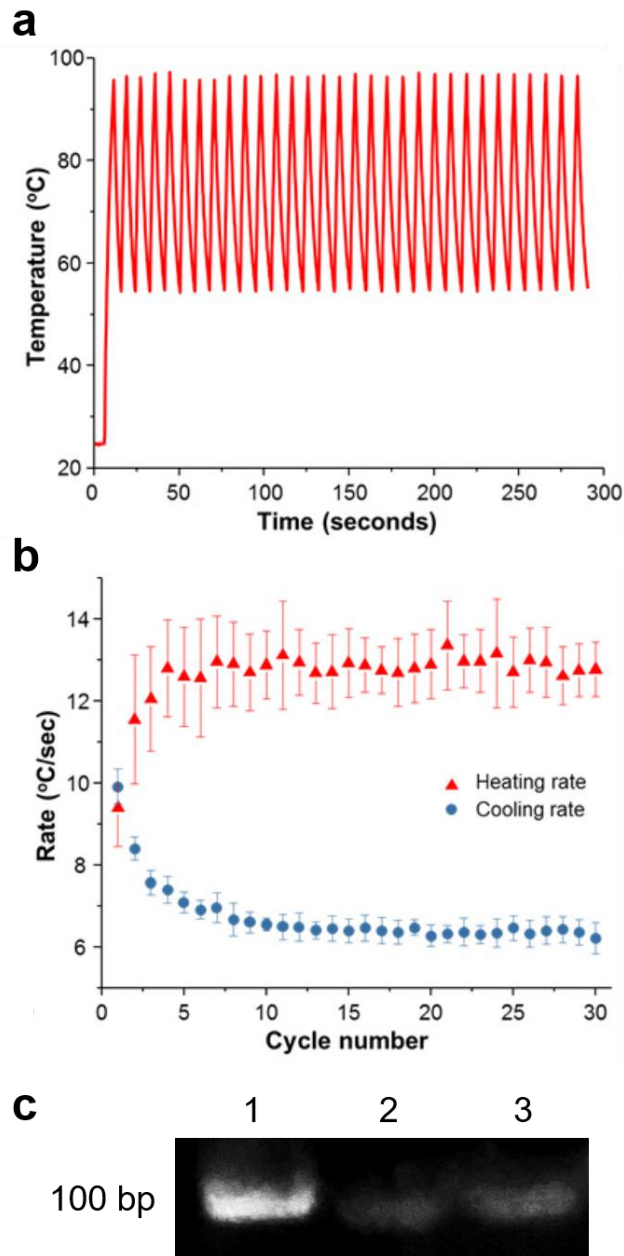 a
100
80
60
40
20
Temperature (ºC)
0 50 100 150 200 250 300
Time (seconds)
b
14
12
10
8
6
Rate (ºC/sec)
Heating rate
Cooling rate
0 5 10 15 20 25 30
Cycle number
c
1 2 3
100 bp